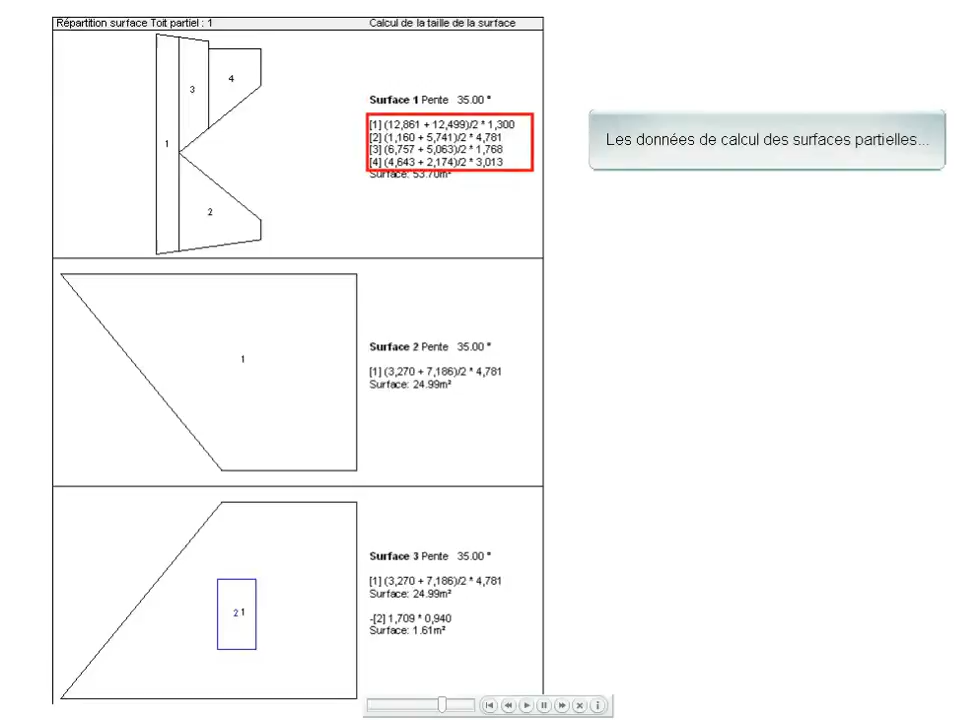 Répartition surface Toit partiel : 1 Calcul de la taille de la surface
4
3
1
2
Surface 1 Pente 35.00 °
[1] (12,861 + 12,499)/2 * 1,300
[2] (1,160 + 5,741)/2 * 4,781
[3] (6,757 + 5,063)/2 * 1,768
[4] (4,643 + 2,174)/2 * 3,013
Surface: 53.70m²
Les données de calcul des surfaces partielles...
1
Surface 2 Pente 35.00 °
[1] (3,270 + 7,186)/2 * 4,781
Surface: 24.99m²
2 1
Surface 3 Pente 35.00 °
[1] (3,270 + 7,186)/2 * 4,781
Surface: 24.99m²
-[2] 1,709 * 0,940
Surface: 1.61m²